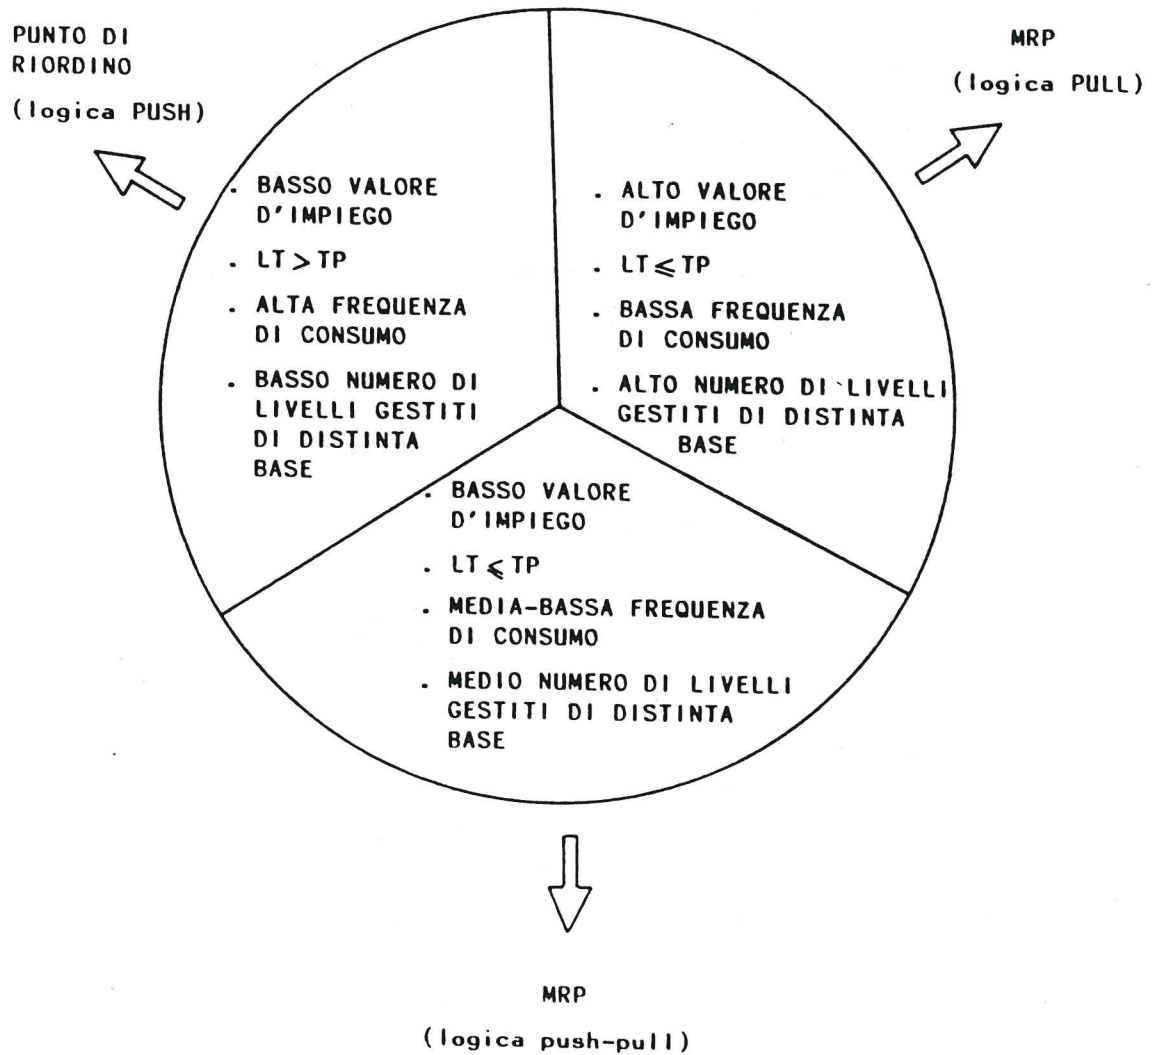 PUNTO DI
RIORDINO
(logica PUSH)
MRP
(logica PULL)
. BASSO VALORE
D'IMPIEGO
. LT > TP
. ALTA FREQUENZA
DI CONSUMO
. BASSO NUMERO DI
LIVELLI GESTITI
DI DISTINTA
BASE
. ALTO VALORE
D'IMPIEGO
. LT ⩽ TP
. BASSA FREQUENZA
DI CONSUMO
. ALTO NUMERO DI LIVELLI
GESTITI DI DISTINTA
BASE
. BASSO VALORE
D'IMPIEGO
. LT ⩽ TP
. MEDIA-BASSA FREQUENZA
DI CONSUMO
. MEDIO NUMERO DI LIVELLI
GESTITI DI DISTINTA
BASE
MRP
(logica push-pull)